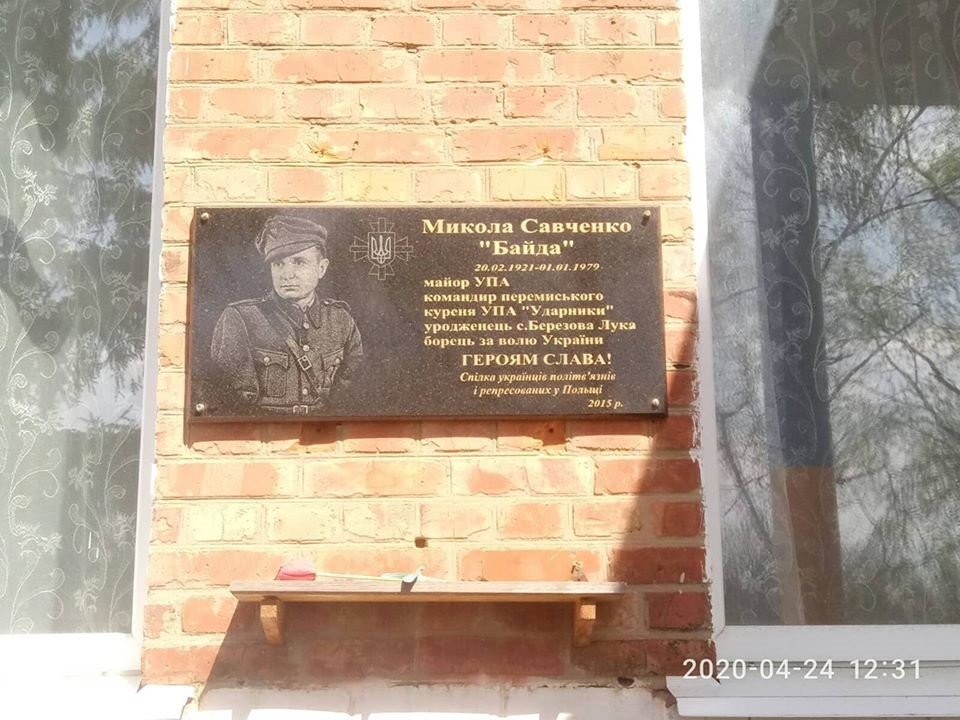 Микола Савченко
"Байда"
20.02.1921-01.01.1979
майор УПА
командир перемиського
куреня УПА "Ударники"
уродженець с.Березова Лука
борець за волю України
ГЕРОЯМ СЛАВА!
Спілка українців політв'язнів
і репресованих у Польщі
2015 р.
2020-04-24 12:31